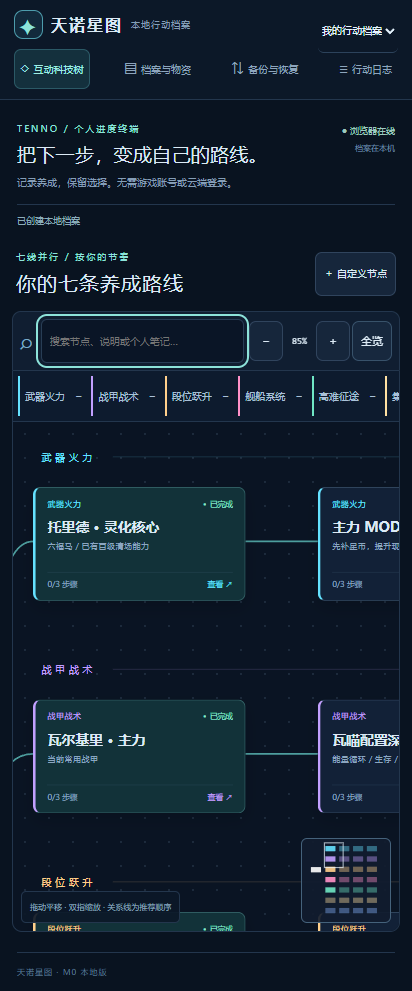 天诺星图 本地行动档案
我的行动档案
互动科技树 档案与物资 备份与恢复 行动日志
TENNO / 个人进度终端
浏览器在线
把下一步，变成自己的路线。
档案在本机
记录养成，保留选择。无需游戏账号或云端登录。
已创建本地档案
七线并行 / 按你的节奏
你的七条养成路线
+ 自定义节点
搜索节点、说明或个人笔记...
− 85% + 全览
武器火力 − 战甲战术 − 段位跃升 − 舰船系统 − 高难征途 −
武器火力
武器火力 • 已完成
托里德 • 灵化核心
六福马 / 已有百级清场能力
0/3 步骤 查看 ↗
武器火力
主力 MOD
先补星币，提升现
0/3 步骤
战甲战术
战甲战术 • 已完成
瓦尔基里 • 主力
当前常用战甲
0/3 步骤 查看 ↗
战甲战术
瓦喵配置深
能量循环 / 生存 /
0/3 步骤
段位跃升
拖动平移 · 双指缩放 · 关系线为推荐顺序
段位跃升 • 已完成
段位跃升
天诺星图 · M0 本地版